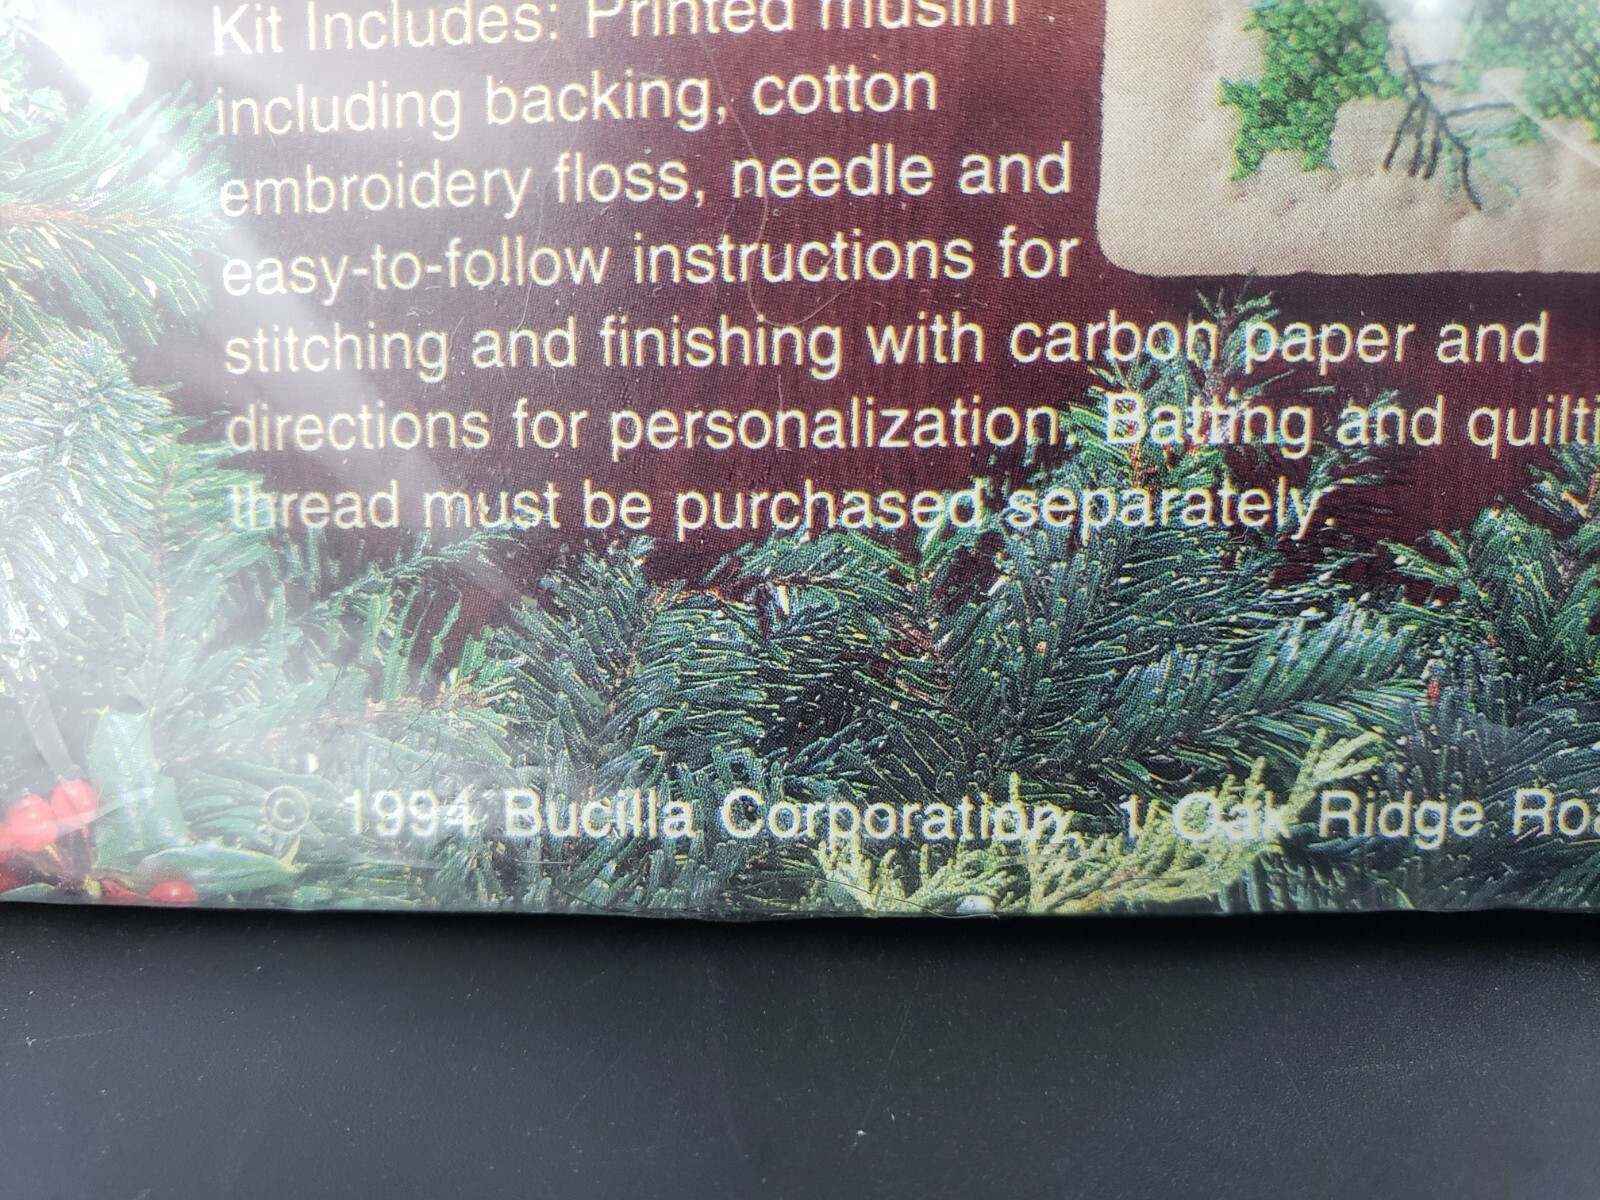 Kit Includes: Printed muslin
including backing, cotton
embroidery floss, needle and
easy-to-follow instructions for
stitching and finishing with carbon paper and
directions for personalization. Batting and quilti
thread must be purchased separately.
© 1994 Bucilla Corporation, 1 Oak Ridge Roa